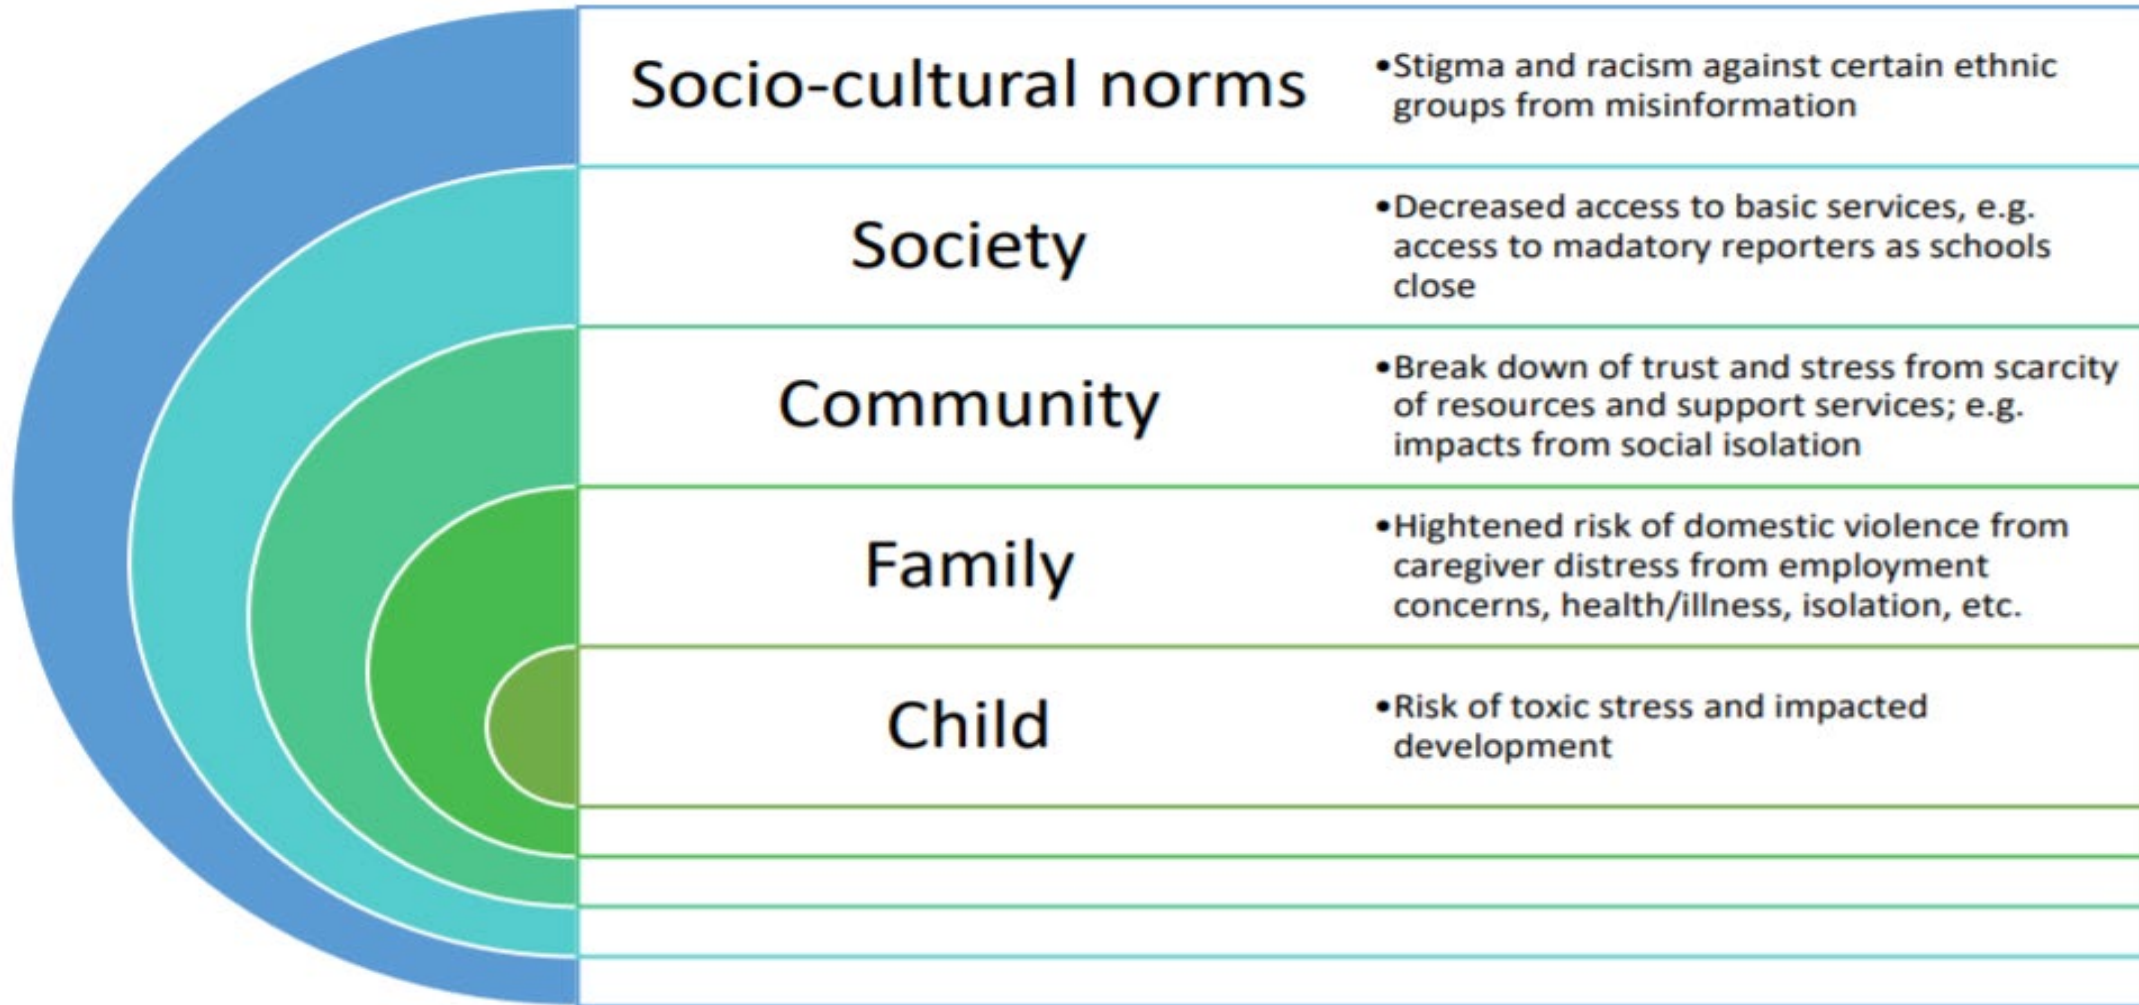 Socio-cultural norms
•Stigma and racism against certain ethnic
groups from misinformation
Society
•Decreased access to basic services, e.g.
access to madatory reporters as schools
close
Community
•Break down of trust and stress from scarcity
of resources and support services; e.g.
impacts from social isolation
Family
•Hightened risk of domestic violence from
caregiver distress from employment
concerns, health/illness, isolation, etc.
Child
•Risk of toxic stress and impacted
development